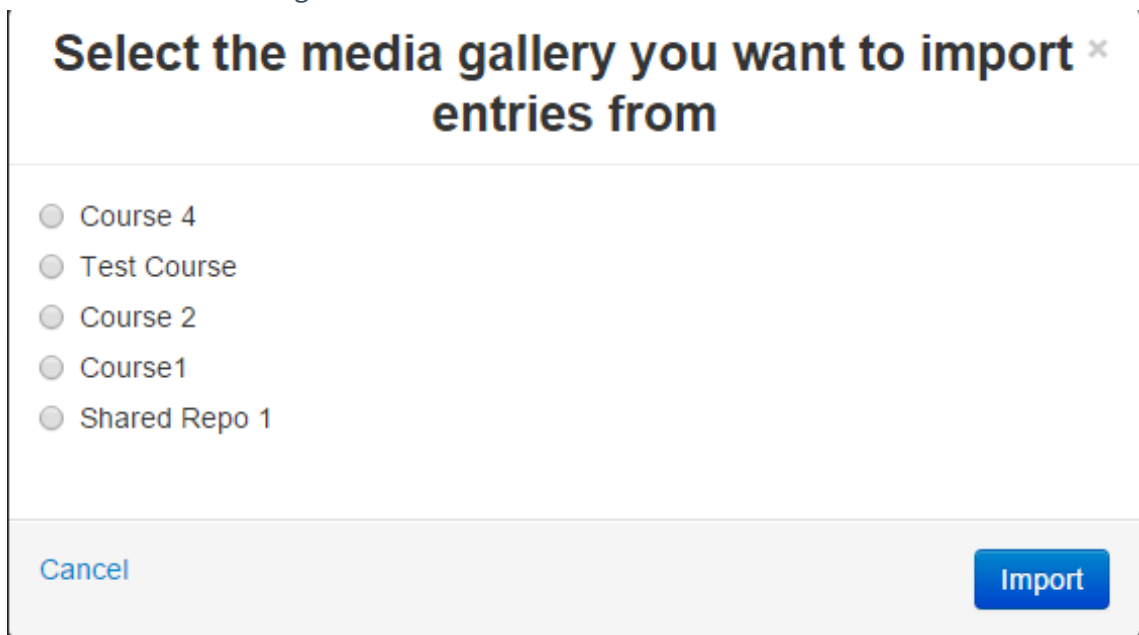 Select the media gallery you want to import ×
entries from
Course 4
Test Course
Course 2
Course1
Shared Repo 1
Cancel
Import